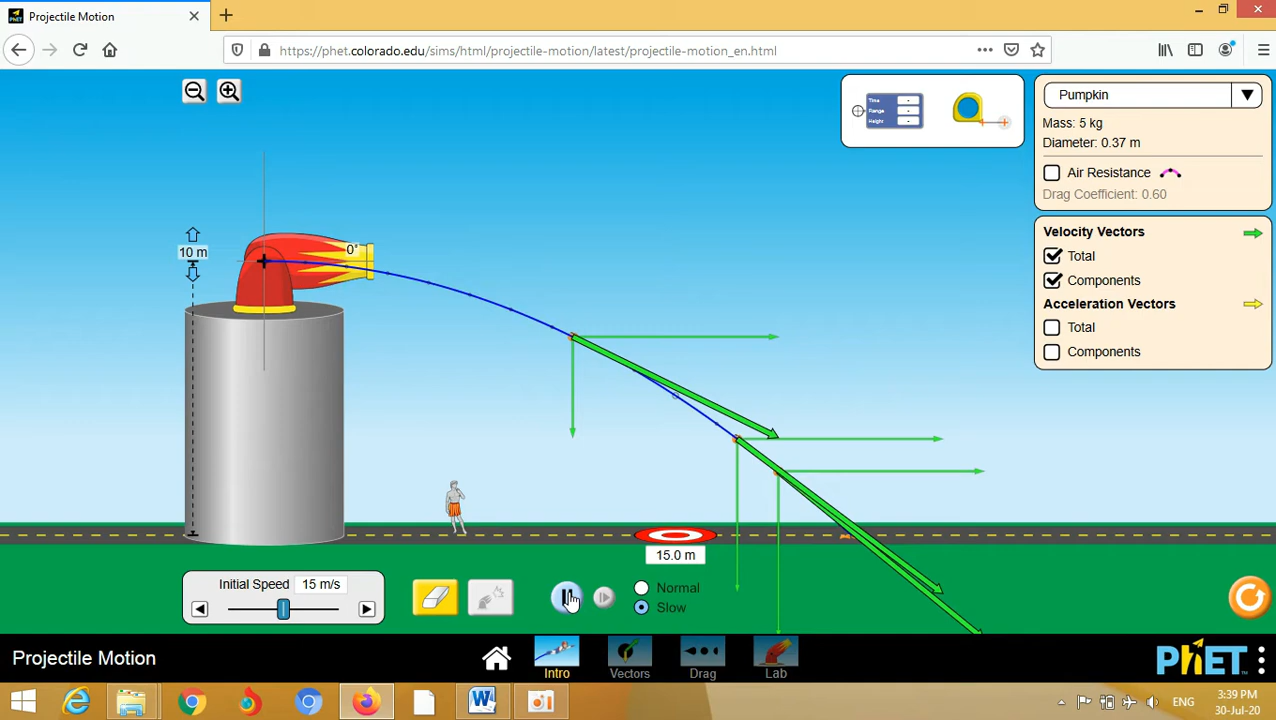 Projectile Motion
https://phet.colorado.edu/sims/html/projectile-motion/latest/projectile-motion_en.html
Time -
Range -
Height -
Pumpkin
Mass: 5 kg
Diameter: 0.37 m
Air Resistance
Drag Coefficient: 0.60
Velocity Vectors
Total
Components
Acceleration Vectors
Total
Components
10 m
0°
15.0 m
Initial Speed 15 m/s
Normal
Slow
Projectile Motion
Intro
Vectors
Drag
Lab
PhET
ENG
3:39 PM
30-Jul-20